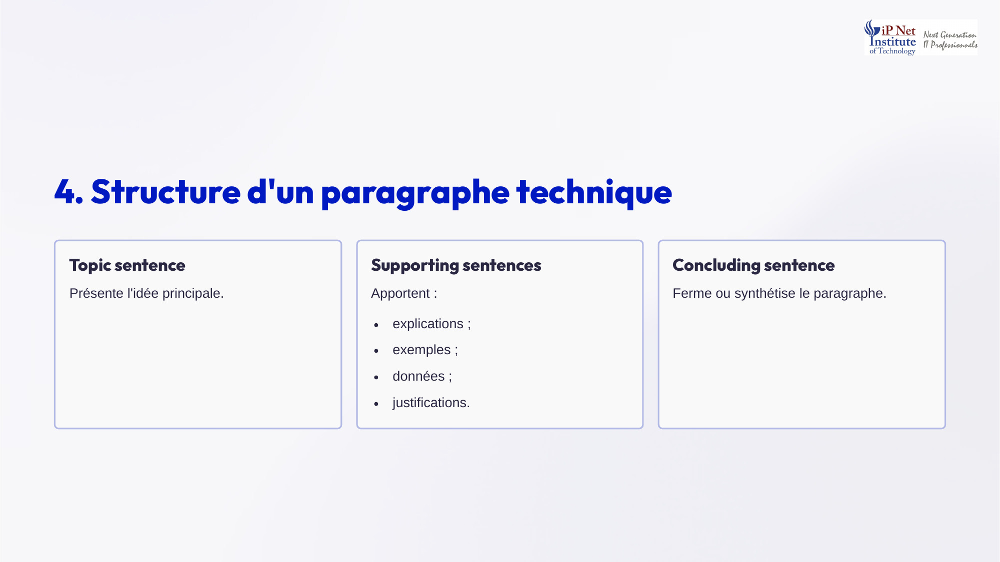 iP Net
Institute
of Technology
Next Generation
IT Professionnels
4. Structure d'un paragraphe technique
Topic sentence
Présente l'idée principale.
Supporting sentences
Apportent :
• explications ;
• exemples ;
• données ;
• justifications.
Concluding sentence
Ferme ou synthétise le paragraphe.